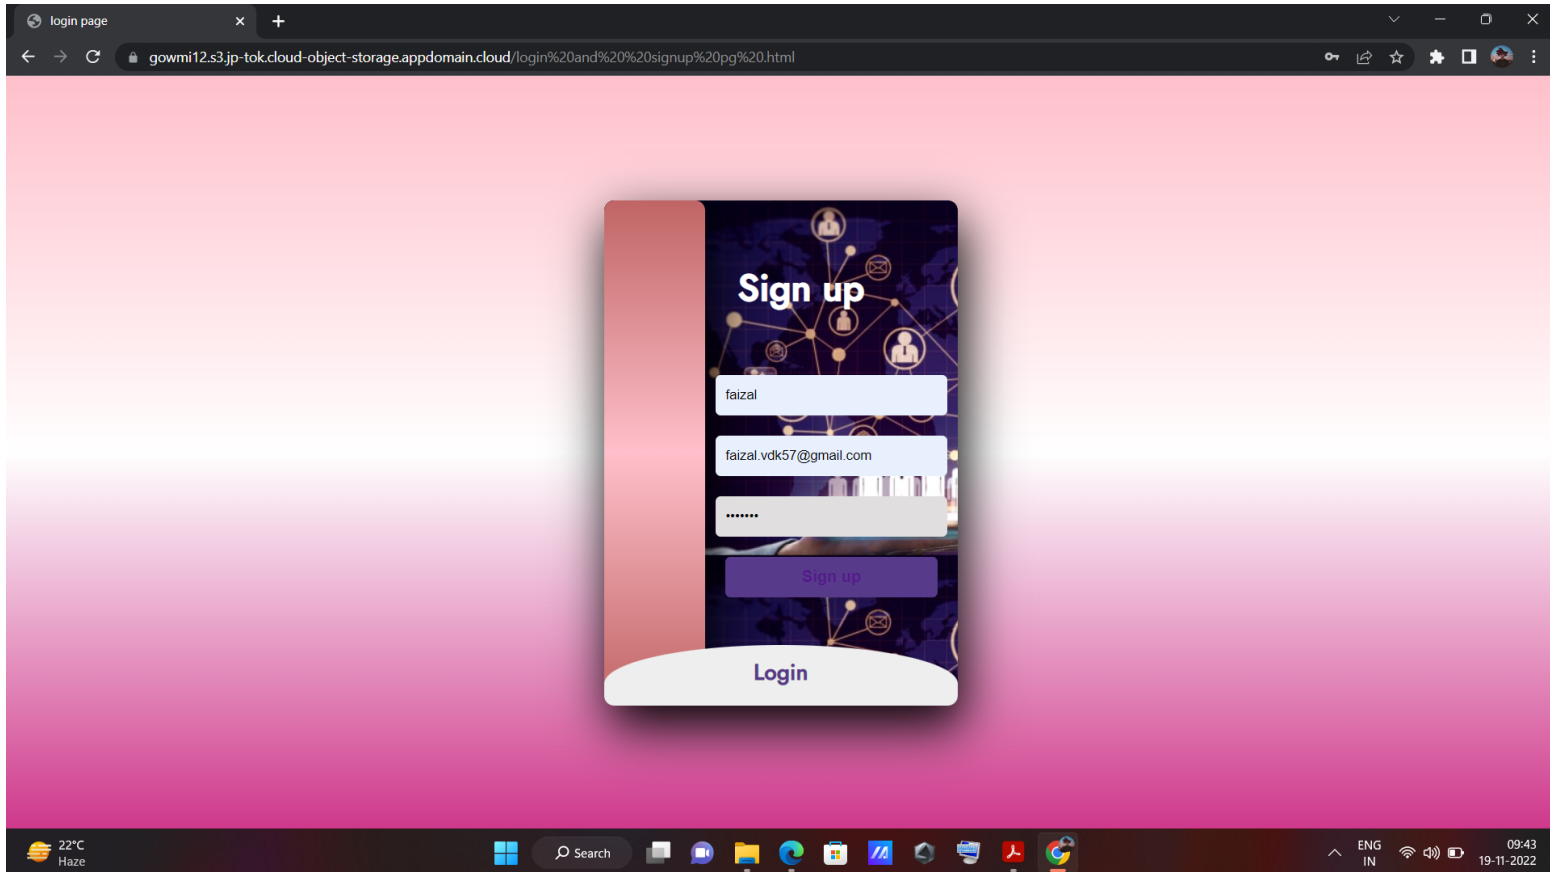 login page
gowmi12.s3.jp-tok.cloud-object-storage.appdomain.cloud/login%20and%20%20signup%20pg%20.html
Sign up
faizal
faizal.vdk57@gmail.com
•••••••
Sign up
Login
22°C
Haze
Search
ENG
IN
09:43
19-11-2022